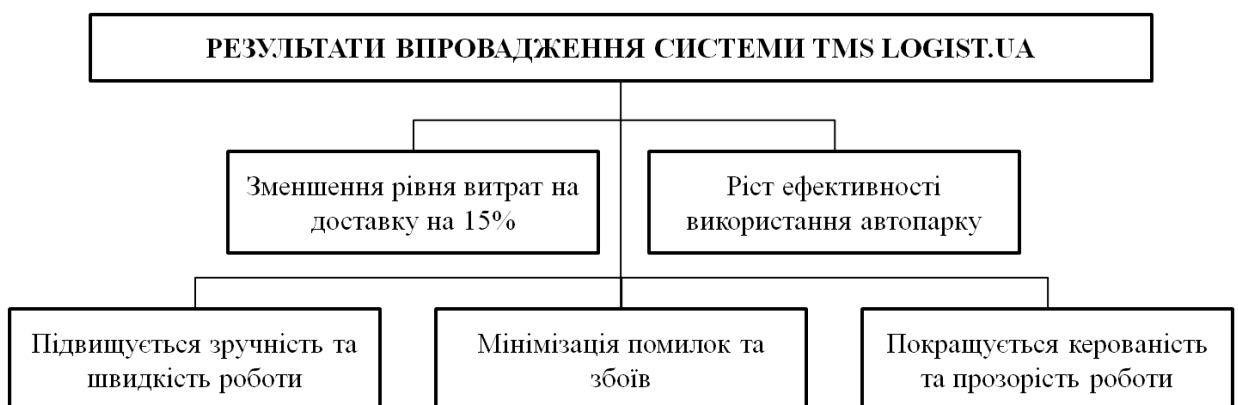 РЕЗУЛЬТАТИ ВПРОВАДЖЕННЯ СИСТЕМИ TMS LOGIST.UA
Зменшення рівня витрат на
доставку на 15%
Ріст ефективності
використання автопарку
Підвищується зручність та
швидкість роботи
Мінімізація помилок та
збоїв
Покращується керованість
та прозорість роботи